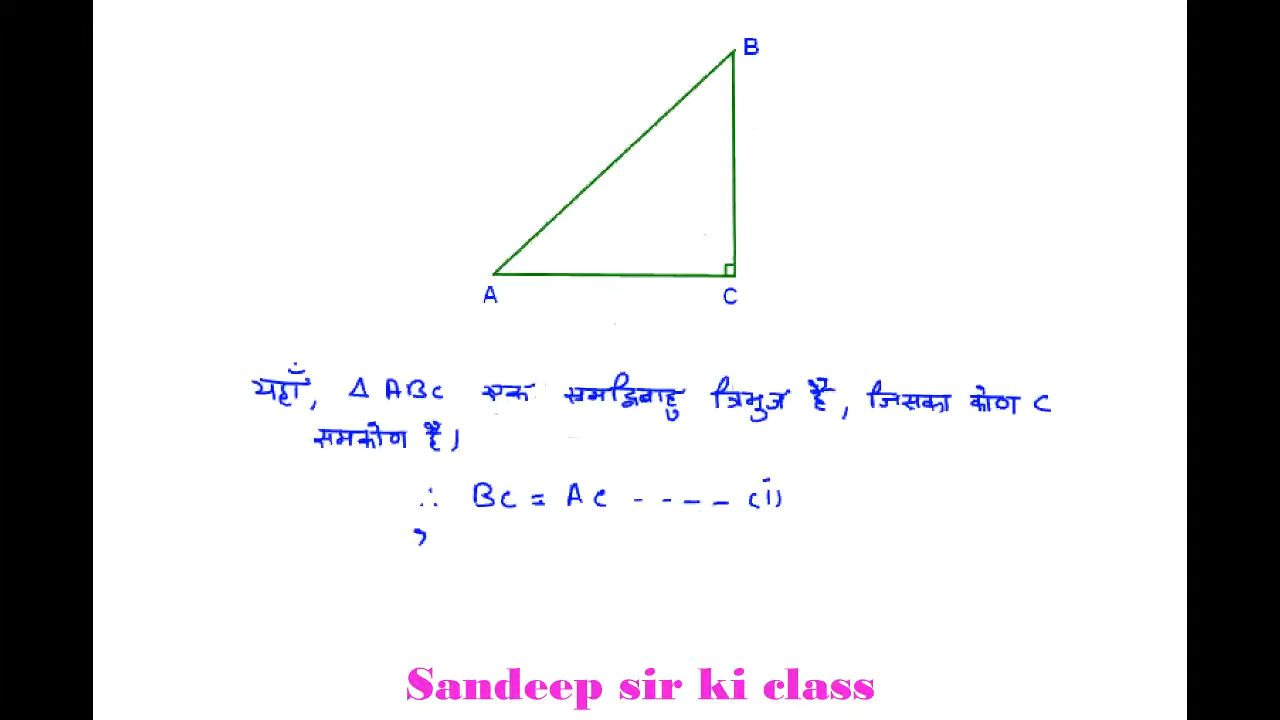 B
A
C
यहाँ, Δ ABC एक समद्विबाहु त्रिभुज है, जिसका कोण C
समकोण है।
∴ BC = AC - - - - (i)
Sandeep sir ki class